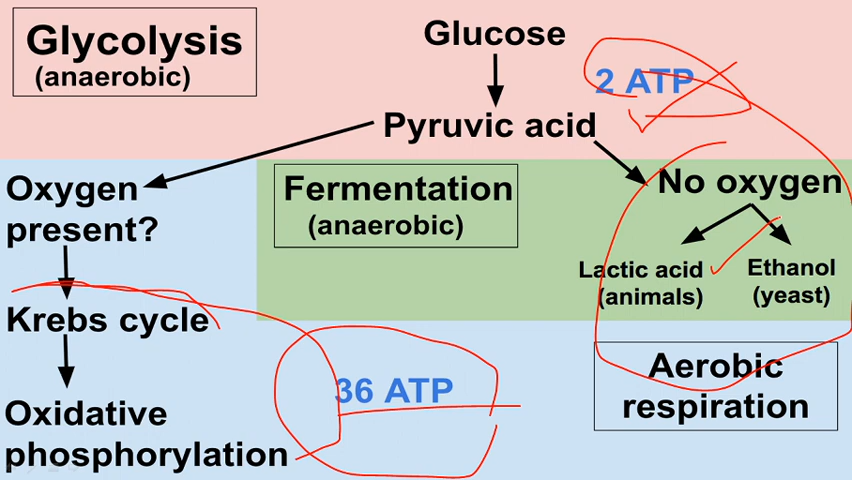 Glycolysis
(anaerobic)
Glucose
2 ATP
Pyruvic acid
Oxygen
present?
Fermentation
(anaerobic)
No oxygen
Lactic acid
(animals)
Ethanol
(yeast)
Krebs cycle
36 ATP
Aerobic
respiration
Oxidative
phosphorylation